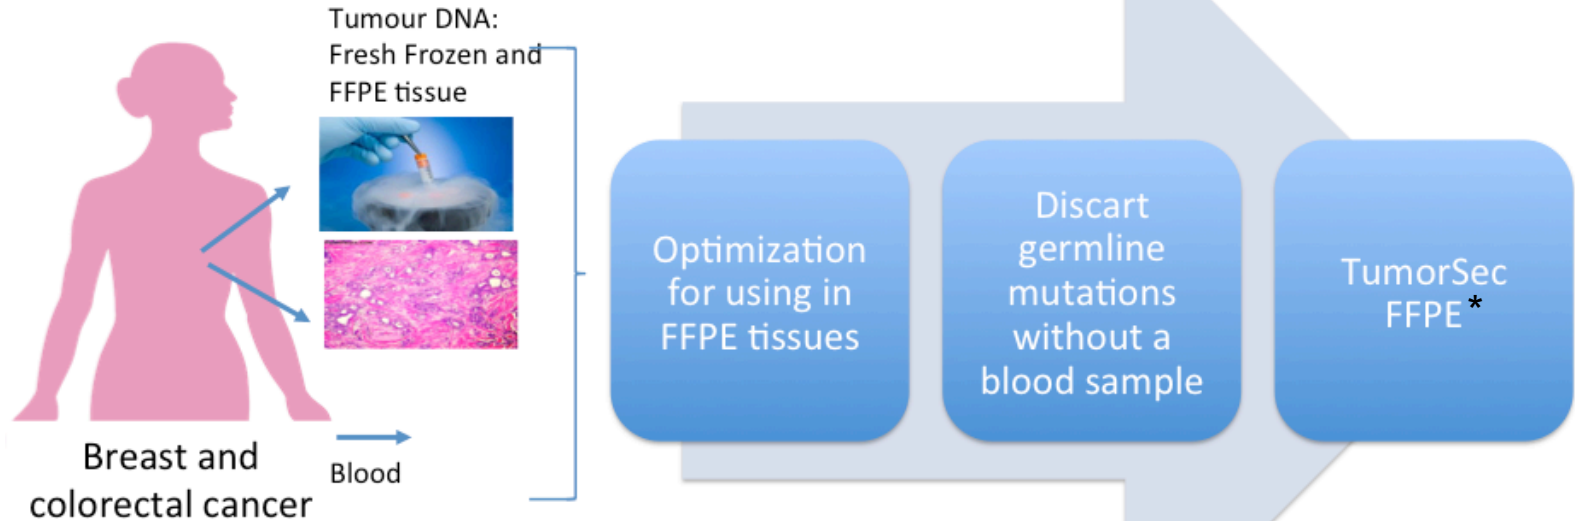 Tumour DNA:
Fresh Frozen and
FFPE tissue
Breast and
colorectal cancer
Blood
Optimization
for using in
FFPE tissues
Discart
germline
mutations
without a
blood sample
TumorSec
FFPE*